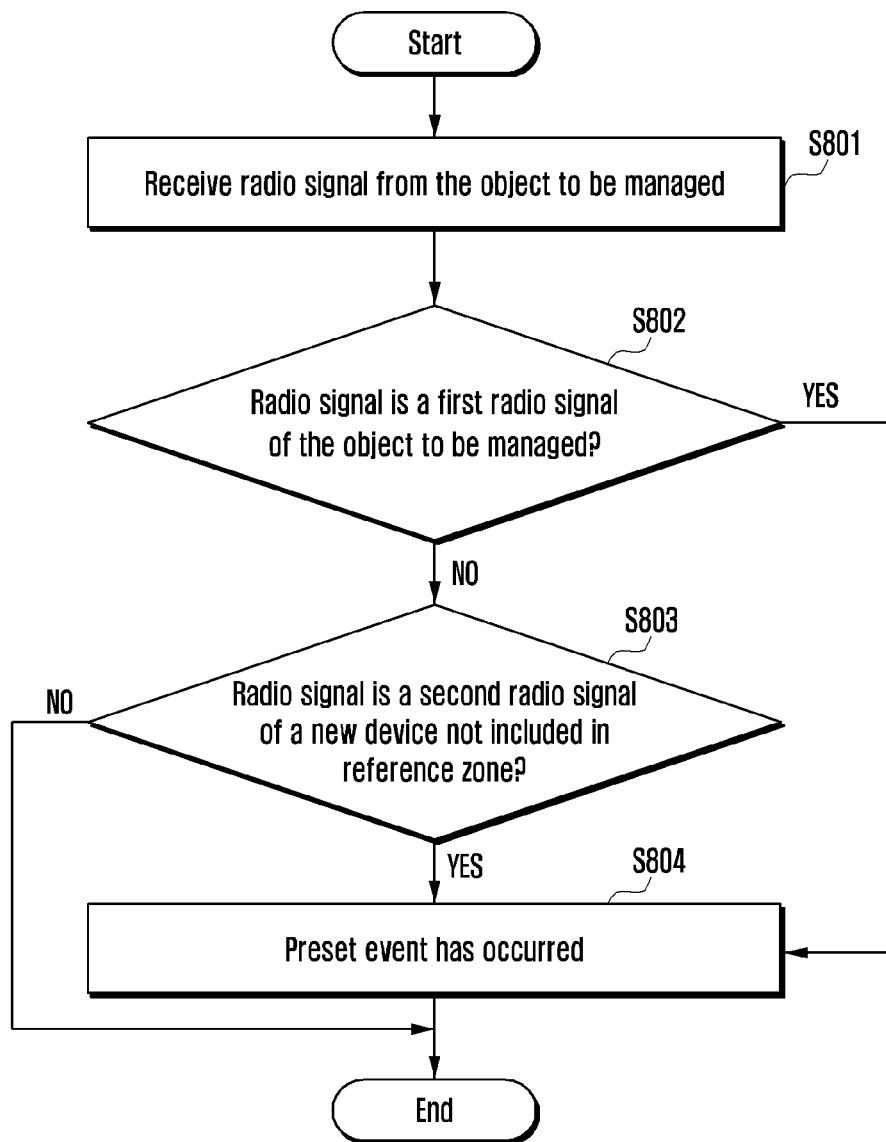 Start
S801
Receive radio signal from the object to be managed
S802
Radio signal is a first radio signal
of the object to be managed?
YES
NO
S803
Radio signal is a second radio signal
of a new device not included in
reference zone?
NO
YES
S804
Preset event has occurred
End